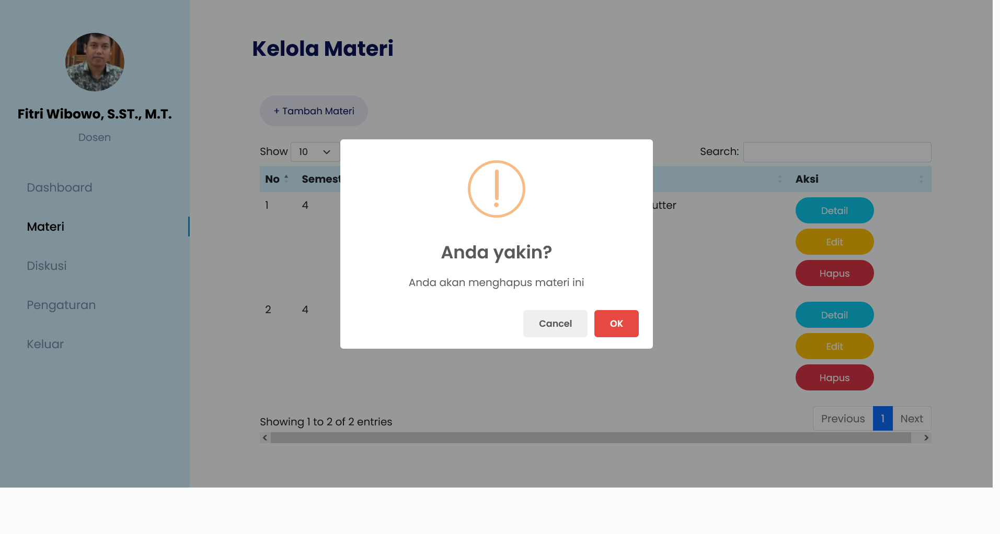 Fitri Wibowo, S.ST., M.T.
Dosen
Dashboard
Materi
Diskusi
Pengaturan
Keluar
Kelola Materi
+ Tambah Materi
Show 10
Search:
No Semest Aksi
1 4 utter Detail
Edit
Hapus
2 4 Detail
Edit
Hapus
Anda yakin?
Anda akan menghapus materi ini
Cancel OK
Showing 1 to 2 of 2 entries
Previous 1 Next